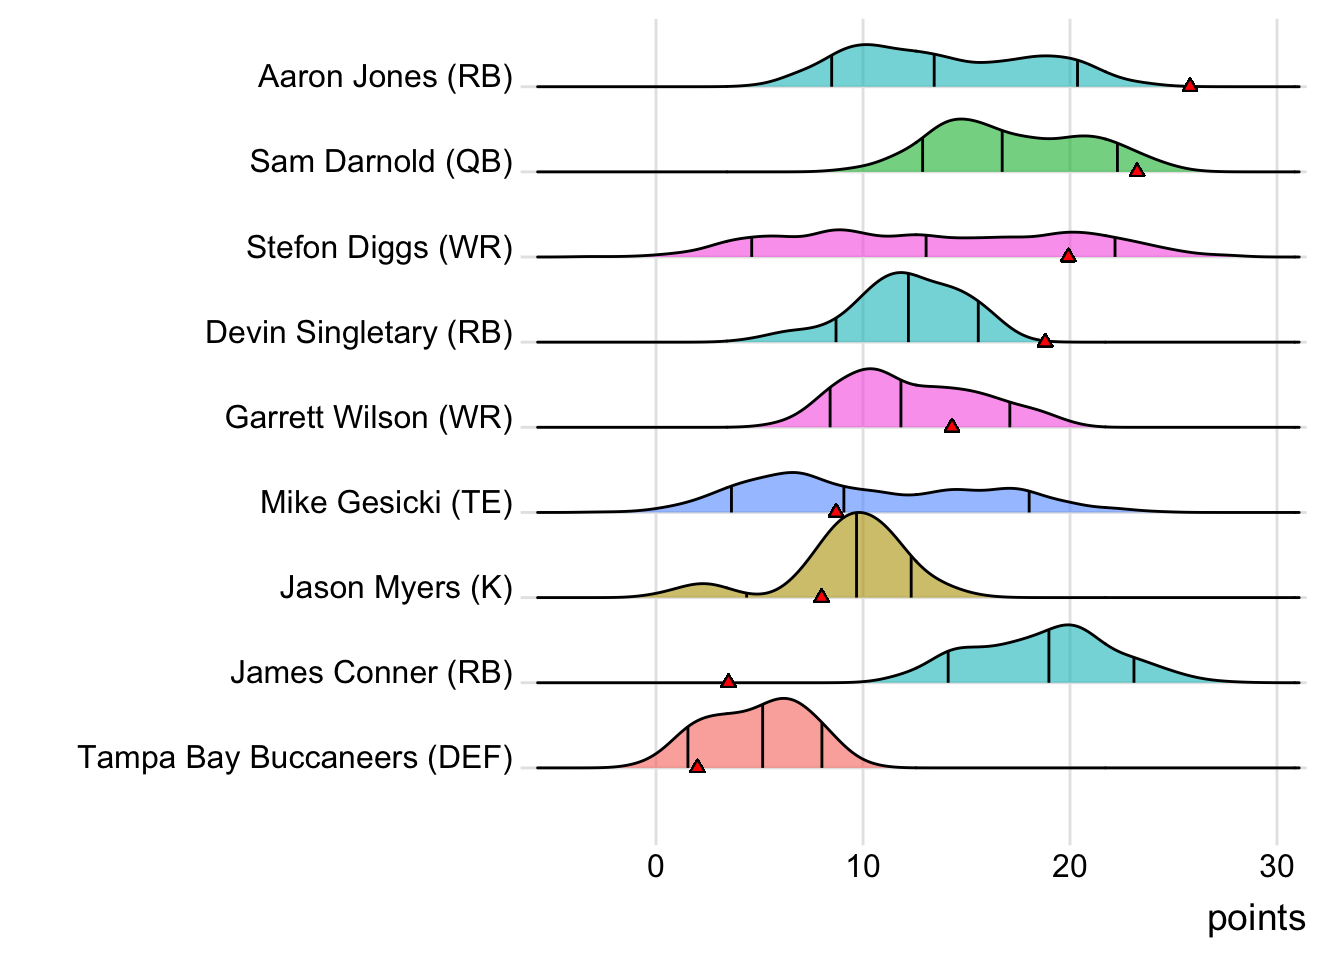 Aaron Jones (RB)
Sam Darnold (QB)
Stefon Diggs (WR)
Devin Singletary (RB)
Garrett Wilson (WR)
Mike Gesicki (TE)
Jason Myers (K)
James Conner (RB)
Tampa Bay Buccaneers (DEF)
0 10 20 30
points